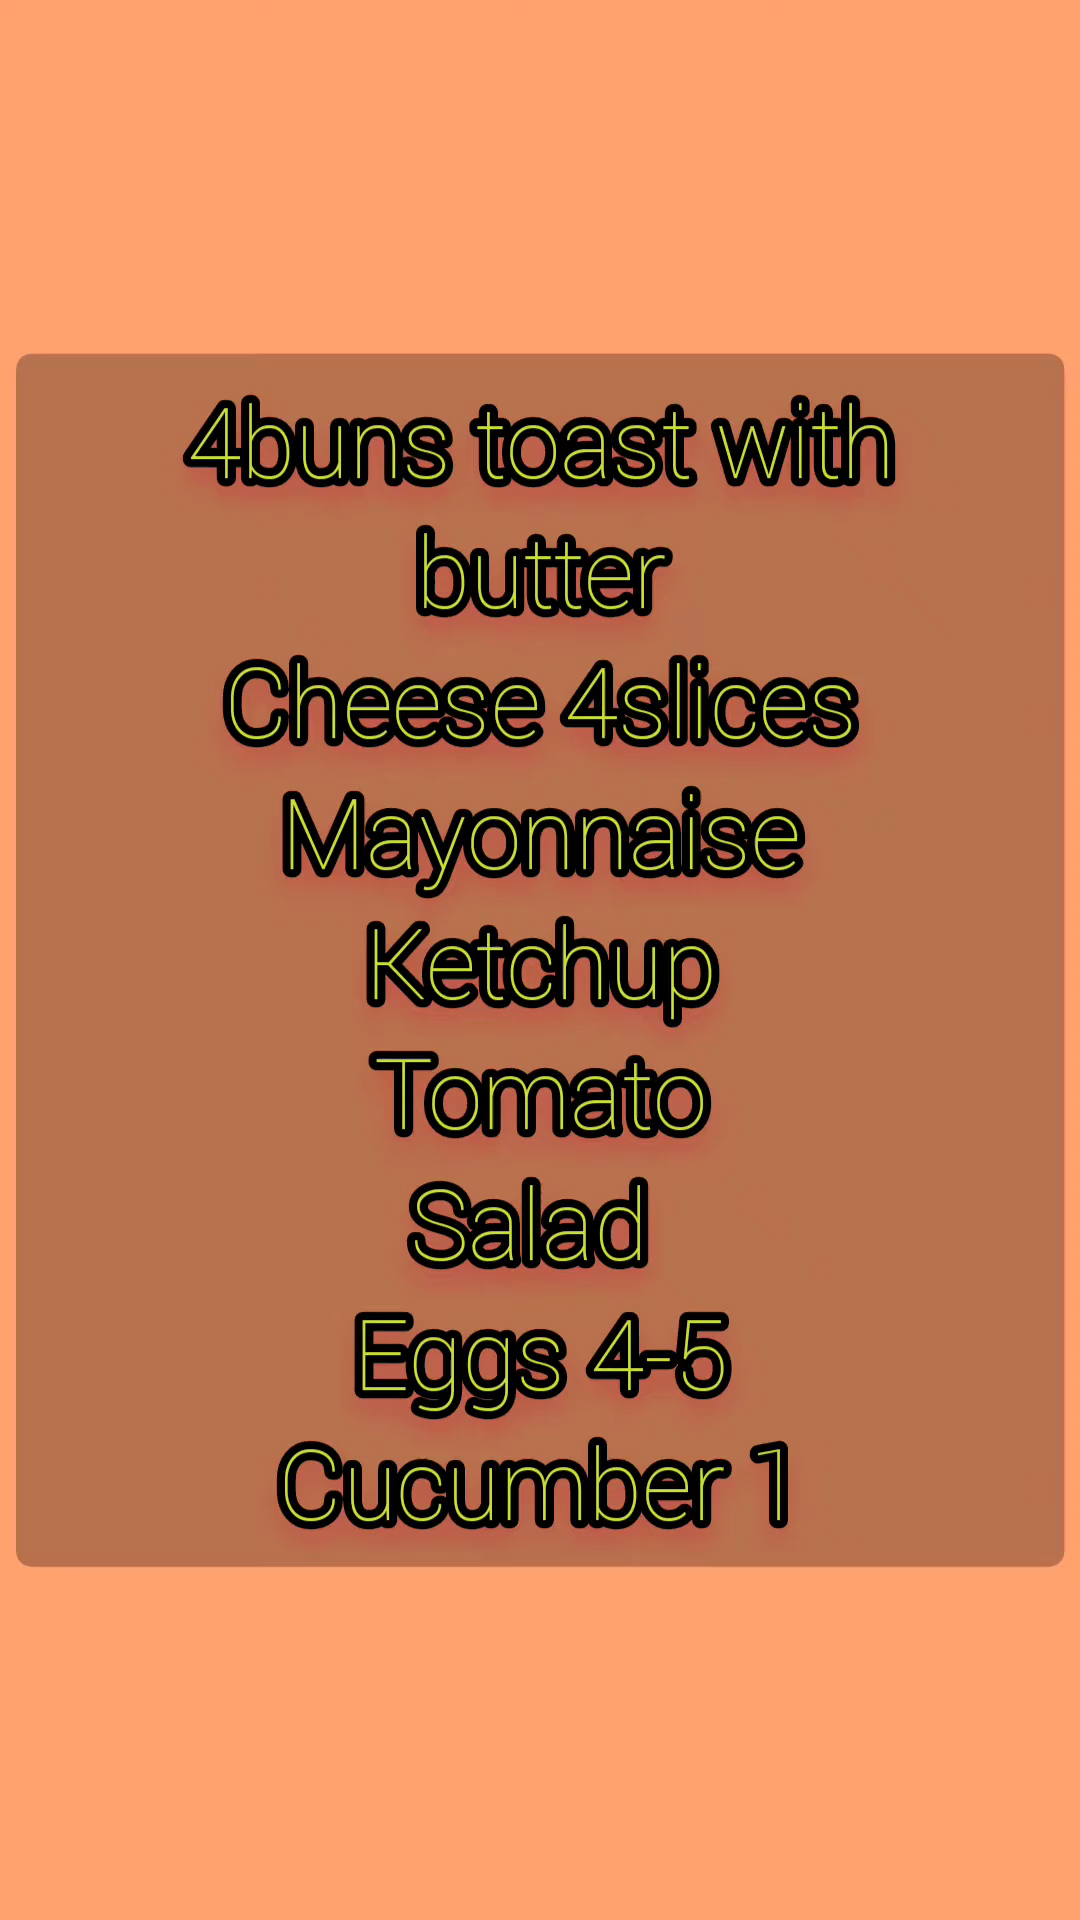 4buns toast with
butter
Cheese 4slices
Mayonnaise
Ketchup
Tomato
Salad
Eggs 4-5
Cucumber 1